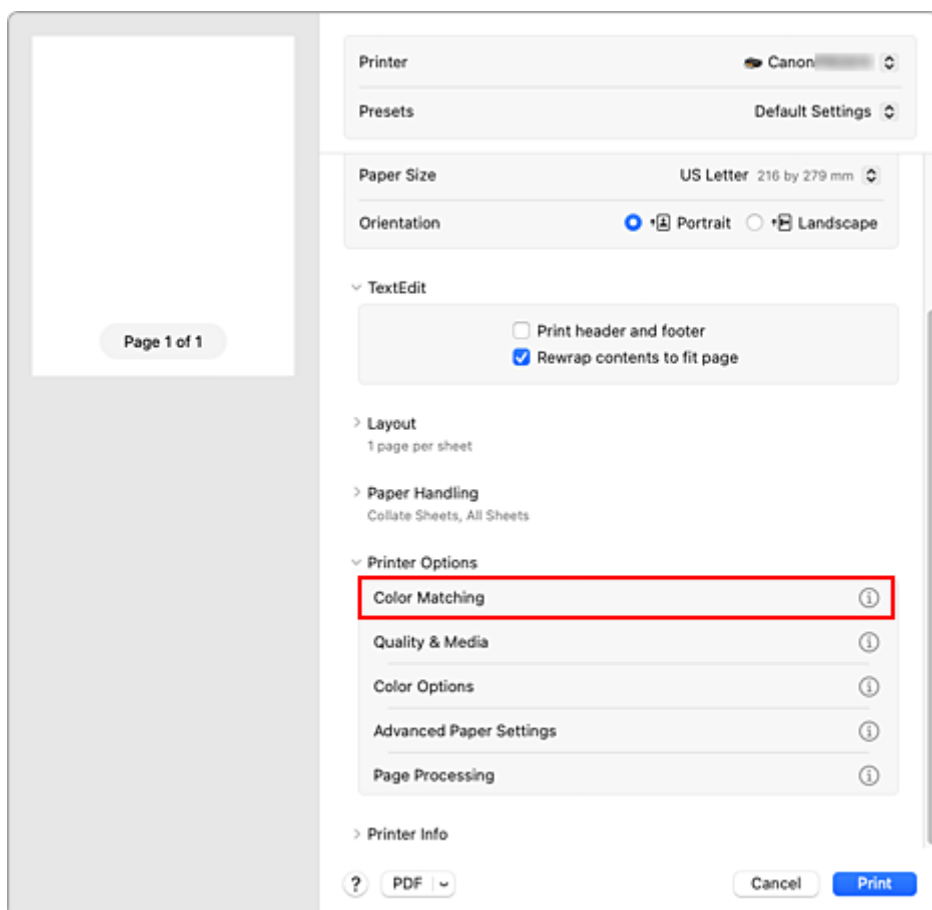 Page 1 of 1
Printer Canon
Presets Default Settings
Paper Size US Letter 216 by 279 mm
Orientation Portrait Landscape
TextEdit
Print header and footer
Rewrap contents to fit page
Layout
1 page per sheet
Paper Handling
Collate Sheets, All Sheets
Printer Options
Color Matching
Quality & Media
Color Options
Advanced Paper Settings
Page Processing
Printer Info
? PDF Cancel Print